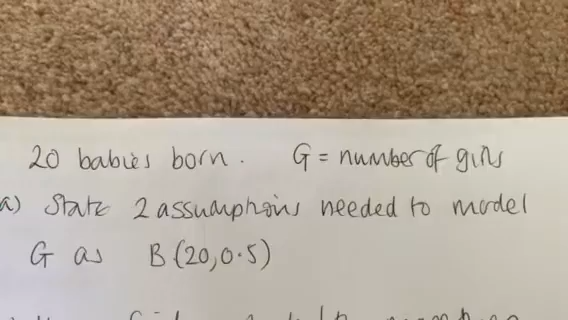 20 babies born. G = number of girls
a) State 2 assumptions needed to model
G as B(20,0.5)